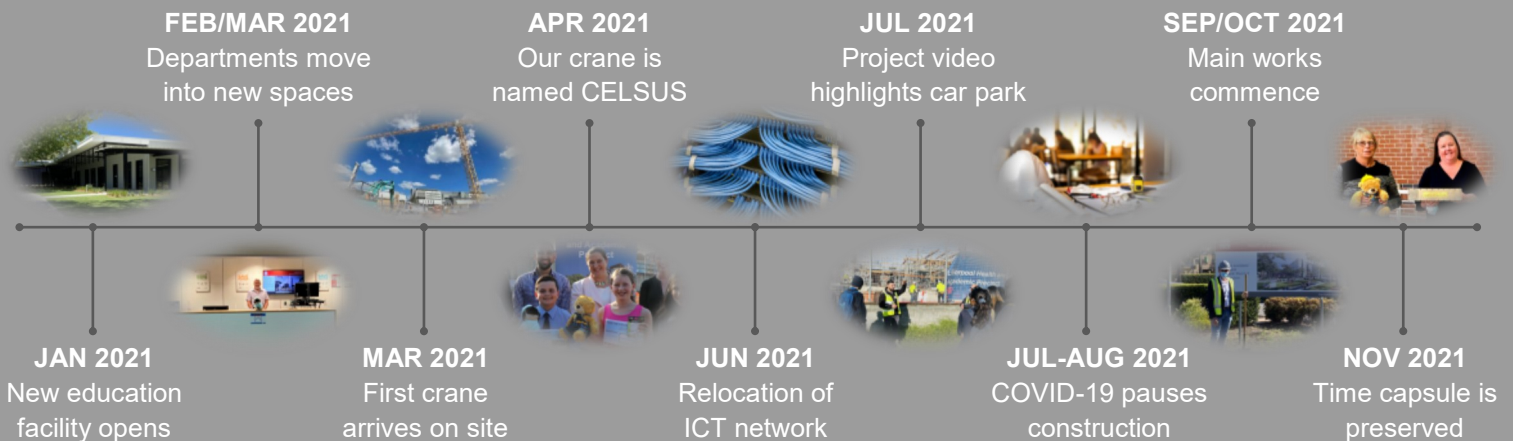 FEB/MAR 2021
Departments move
into new spaces
APR 2021
Our crane is
named CELSUS
JUL 2021
Project video
highlights car park
SEP/OCT 2021
Main works
commence
JAN 2021
New education
facility opens
MAR 2021
First crane
arrives on site
JUN 2021
Relocation of
ICT network
JUL-AUG 2021
COVID-19 pauses
construction
NOV 2021
Time capsule is
preserved